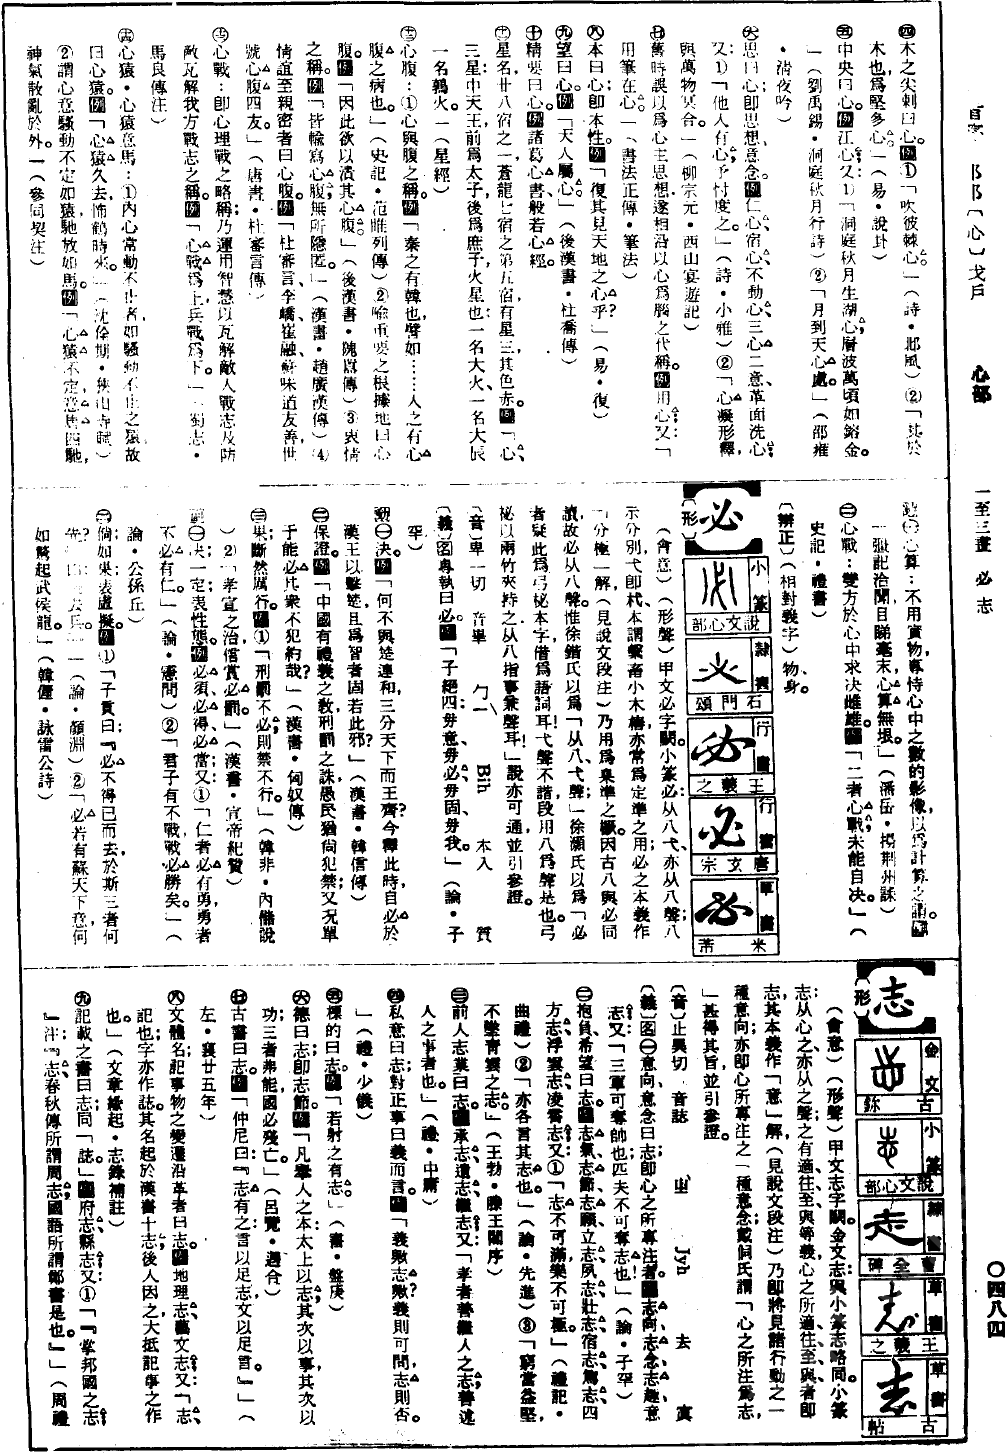 心部
一至三畫　必　志
〇四八四
㊃木之尖刺曰心。例①「吹彼棘心。」(詩・邶風)②「其於
木也爲堅多心。」(易・說卦)
㊄中央曰心。例江心;又①「洞庭秋月生湖心,層波萬頃如鎔金。
」(劉禹錫・洞庭秋月行詩)②「月到天心處。」(邵雍
・清夜吟)
㊅思曰心,卽思想、意念。例仁心、宿心、不動心、三心二意、革面洗心;
又①「他人有心,予忖度之。」(詩・小雅)②「心凝形釋,
與萬物冥合。」(柳宗元・西山宴遊記)
㊆舊時誤以爲心主思想,遂相沿以心爲腦之代稱。例用心;又「
用筆在心。」(書法正傳・筆法)
㊇本曰心,卽本性。例「復其見天地之心乎?」(易・復)
㊈望曰心。例「天人屬心。」(後漢書・杜喬傳)
㊉精要曰心。例諸葛心書、般若心經。
星名,廿八宿之一,蒼龍七宿之第五宿,有星三,其色赤。例「心、
三星,中天王,前爲太子,後爲庶子,火星也;一名大火,一名大辰,
一名鶉火。」(星經)
心腹:①心與腹之稱。例「秦之有韓也,譬如……人之有心
腹之病也。」(史記・范雎列傳)②喻重要之根據地曰心
腹。例「因此欲以潰其心腹。」(後漢書・隗囂傳)③衷情
之稱。例「皆輸寫心腹,無所隱匿。」(漢書・趙廣漢傳)④
情誼至親密者曰心腹。例「杜審言、李嶠、崔融、蘇味道友善,世
號心腹四友。」(唐書・杜審言傳)
心戰:卽心理戰之略稱;乃運用智慧以瓦解敵人戰志及防
敵瓦解我方戰志之稱。例「心戰爲上,兵戰爲下。」(蜀志・
馬良傳注)
心猿・心猿意馬:①內心常動不止者,如騷動不止之猿,故
曰心猿。例「心猿久去怖,鶴時來。」(沈佺期・峽山寺賦)
②謂心意騷動不定,如猿馳放如馬。例「心猿不定,意馬四馳,
神氣散亂於外。」(參同契注)
㊁心算:不用實物,專恃心中之數的影像,以爲計算之謂。例
「張記洽聞,目睇毫末,心算無垠。」(潘岳・楊荊州誄)
㊂心戰:雙方於心中求決雌雄。例「二者心戰,未能自決。」(
史記・禮書)
〔辨正〕(相對義字)物、身。
必
〔形〕
小篆　說文心部
隸書　石門頌
行書　王羲之
行書　唐玄宗
草書　米芾
(會意)(形聲)甲文必字闕。小篆必:从八弋,亦从八聲;八
示分別,弋卽杙,本謂繫畜小木樁,亦常爲定準之用;必之本義作
「分極」解(見說文段注)乃用爲臬準之橛。因古八與必同
讀,故必从八聲。惟徐鍇氏以爲「从八弋聲」,徐灝氏以爲「必
者,疑此爲弓柲本字,借爲語詞耳!弋聲不諧,段用八爲聲是也。弓
柲以兩竹夾持之,从八指事兼聲耳!」說亦可通,並引參證。
〔音〕卑一切　音畢　ㄅㄧˋ　Bih　木入　質
〔義〕圖㊀專執曰必。例「子絕四:毋意、毋必、毋固、毋我。」(論・子
罕)
動㊀决。例「何不與楚連和,三分天下而王齊?今釋此時,自必於
漢王以擊楚,且爲智者固若此邪?」(漢書・韓信傳)
㊁保證。例「中國有禮義之教,刑罰之誅,愚民猶尙犯禁,又况單
于能必其衆不犯約哉?」(漢書・匈奴傳)
㊂果斷然厲行。例①「刑罰不必,則禁不行。」(韓非・內儲說
)②「孝宣之治,信賞必罰。」(漢書・宣帝紀贊)
副㊀决;一定,表性態。例必須、必得、必當;又①「仁者必有勇,勇者
不必有仁。」(論・憲問)②「君子有不戰,戰必勝矣。」(
論・公孫丑)
㊁倘;如果,表虛擬。例①「子貢曰:『必不得已而去,於斯三者何
先?』曰:『去兵。』」(論・顏淵)②「必若有蘇天下意,何
如驚起武侯龍。」(韓偓・詠雷公詩)
志
〔形〕
金文　古鉥
小篆　說文心部
隸書　曹全碑
草書　王羲之
草書　古帖
(會意)(形聲)甲文志字闕。金文志與小篆志略同。小篆
志:从心之,亦从之聲;之有適、往、至、與等義,心之所適、往、至與者卽
志。其本義作「意」解(見說文段注)乃卽將見諸行動之一
種意向,亦卽心所專注之一種意念。戴侗氏謂「心之所注爲志,
」甚得其旨,並引參證。
〔音〕止異切　音誌　ㄓˋ　Jyh　去　寘
〔義〕圖㊀意向、意念曰志,卽心之所專注者。例志向、志念、志趣、意
志;又「三軍可奪帥也,匹夫不可奪志也!」(論・子罕)
㊁抱負、希望曰志。例志氣、志節、志願、立志、夙志、壯志、宿志、篤志、四
方志、浮雲志、凌霄志;又①「志不可滿,樂不可極。」(禮記・
曲禮)②「亦各言其志也。」(論・先進)③「窮當益堅,
不墜青雲之志。」(王勃・滕王閣序)
㊂前人志業曰志。例承志、遺志、繼志;又「孝者善繼人之志,善述
人之事者也。」(禮・中庸)
㊃私意曰志,對正事曰義而言。例「義歟?志歟?義則可問,志則否。
」(禮・少儀)
㊄標的曰志。例「若射之有志。」(書・盤庚)
㊅德曰志,卽志節。例「凡舉人之本,太上以志,其次以事,其次以
功,三者弗能,國必殘亡。」(呂覽・遇合)
㊆古書曰志。例「仲尼曰:『志有之:言以足志,文以足言。』」(
左・襄廿五年)
㊇文體名,記事物之變遷沿革者曰志。例地理志、藝文志;又「志、
記也,字亦作誌,其名起於漢書十志,後人因之,大抵記事之作
也。」(文章緣起・志錄補註)
㊈記載之書曰志,同「誌。」例府志、縣志;又①「『掌邦國之志
』注:『志、春秋傳所謂周志,國語所謂鄭書是也。』」(周禮